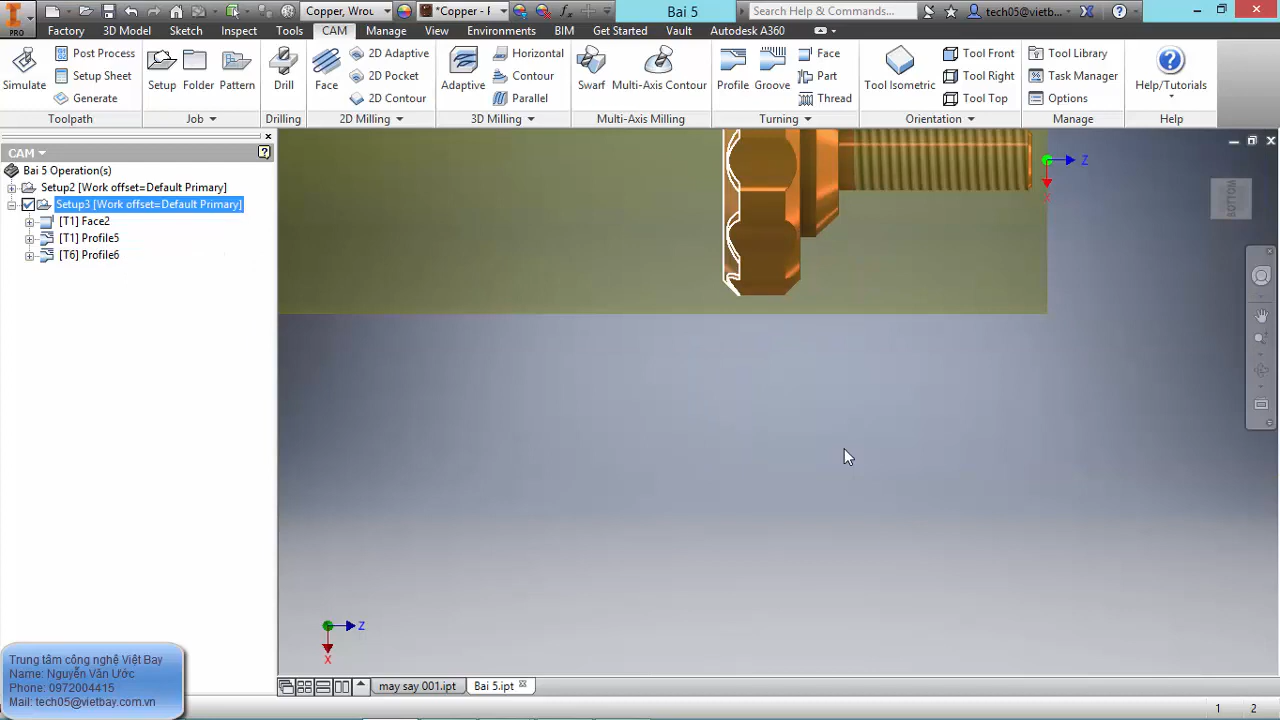 Copper, Wrou
*Copper - F
Bai 5
Search Help & Commands...
tech05@vietb...
PRO
Factory
3D Model
Sketch
Inspect
Tools
CAM
Manage
View
Environments
BIM
Get Started
Vault
Autodesk A360
Simulate
Post Process
Setup Sheet
Generate
Setup
Folder
Pattern
Drill
Face
2D Adaptive
2D Pocket
2D Contour
Adaptive
Horizontal
Contour
Parallel
Swarf
Multi-Axis Contour
Profile
Groove
Face
Part
Thread
Tool Orientation
Tool Front
Tool Right
Tool Top
Tool Library
Task Manager
Options
Help/Tutorials
Toolpath
Job
Drilling
2D Milling
3D Milling
Multi-Axis Milling
Turning
Orientation
Manage
Help
CAM
Bai 5 Operation(s)
Setup2 [Work offset=Default Primary]
Setup3 [Work offset=Default Primary]
[T1] Face2
[T1] Profile5
[T6] Profile6
Z
X
BOTTOM
Z
X
Trung tâm công nghệ Việt Bay
Name: Nguyễn Văn Ước
Phone: 0972004415
Mail: tech05@vietbay.com.vn
may say 001.ipt
Bai 5.ipt
1
2